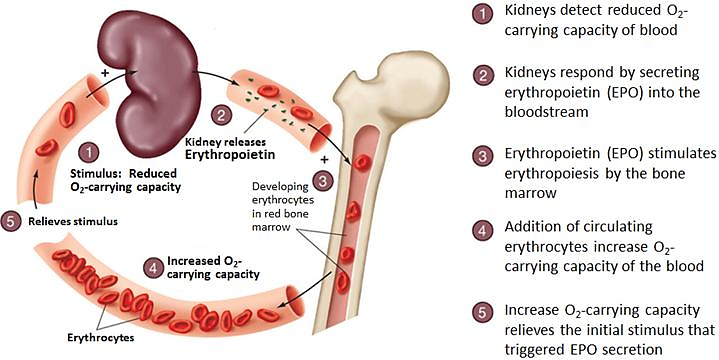 +
1
Stimulus: Reduced
O₂-carrying capacity
2
Kidney releases
Erythropoietin
+
3
Developing
erythrocytes
in red bone
marrow
4
Increased O₂-
carrying capacity
Erythrocytes
5 Relieves stimulus
1 Kidneys detect reduced O₂-
carrying capacity of blood
2 Kidneys respond by secreting
erythropoietin (EPO) into the
bloodstream
3 Erythropoietin (EPO) stimulates
erythropoiesis by the bone
marrow
4 Addition of circulating
erythrocytes increase O₂-
carrying capacity of the blood
5 Increase O₂-carrying capacity
relieves the initial stimulus that
triggered EPO secretion